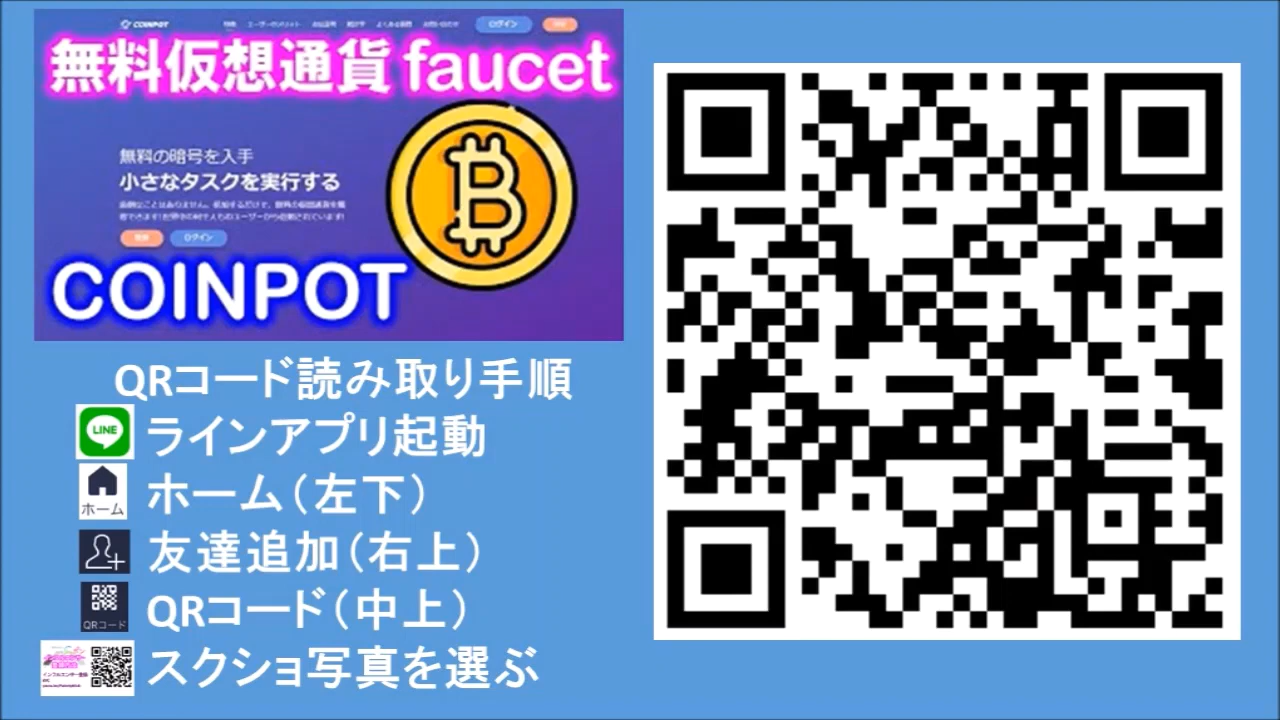 COINPOT
ログイン
無料仮想通貨 faucet
無料の暗号を入手
小さなタスクを実行する
ログイン
COINPOT
QRコード読み取り手順
LINE
ラインアプリ起動
ホーム
ホーム（左下）
友達追加（右上）
QRコード
QRコード（中上）
スクショ写真を選ぶ